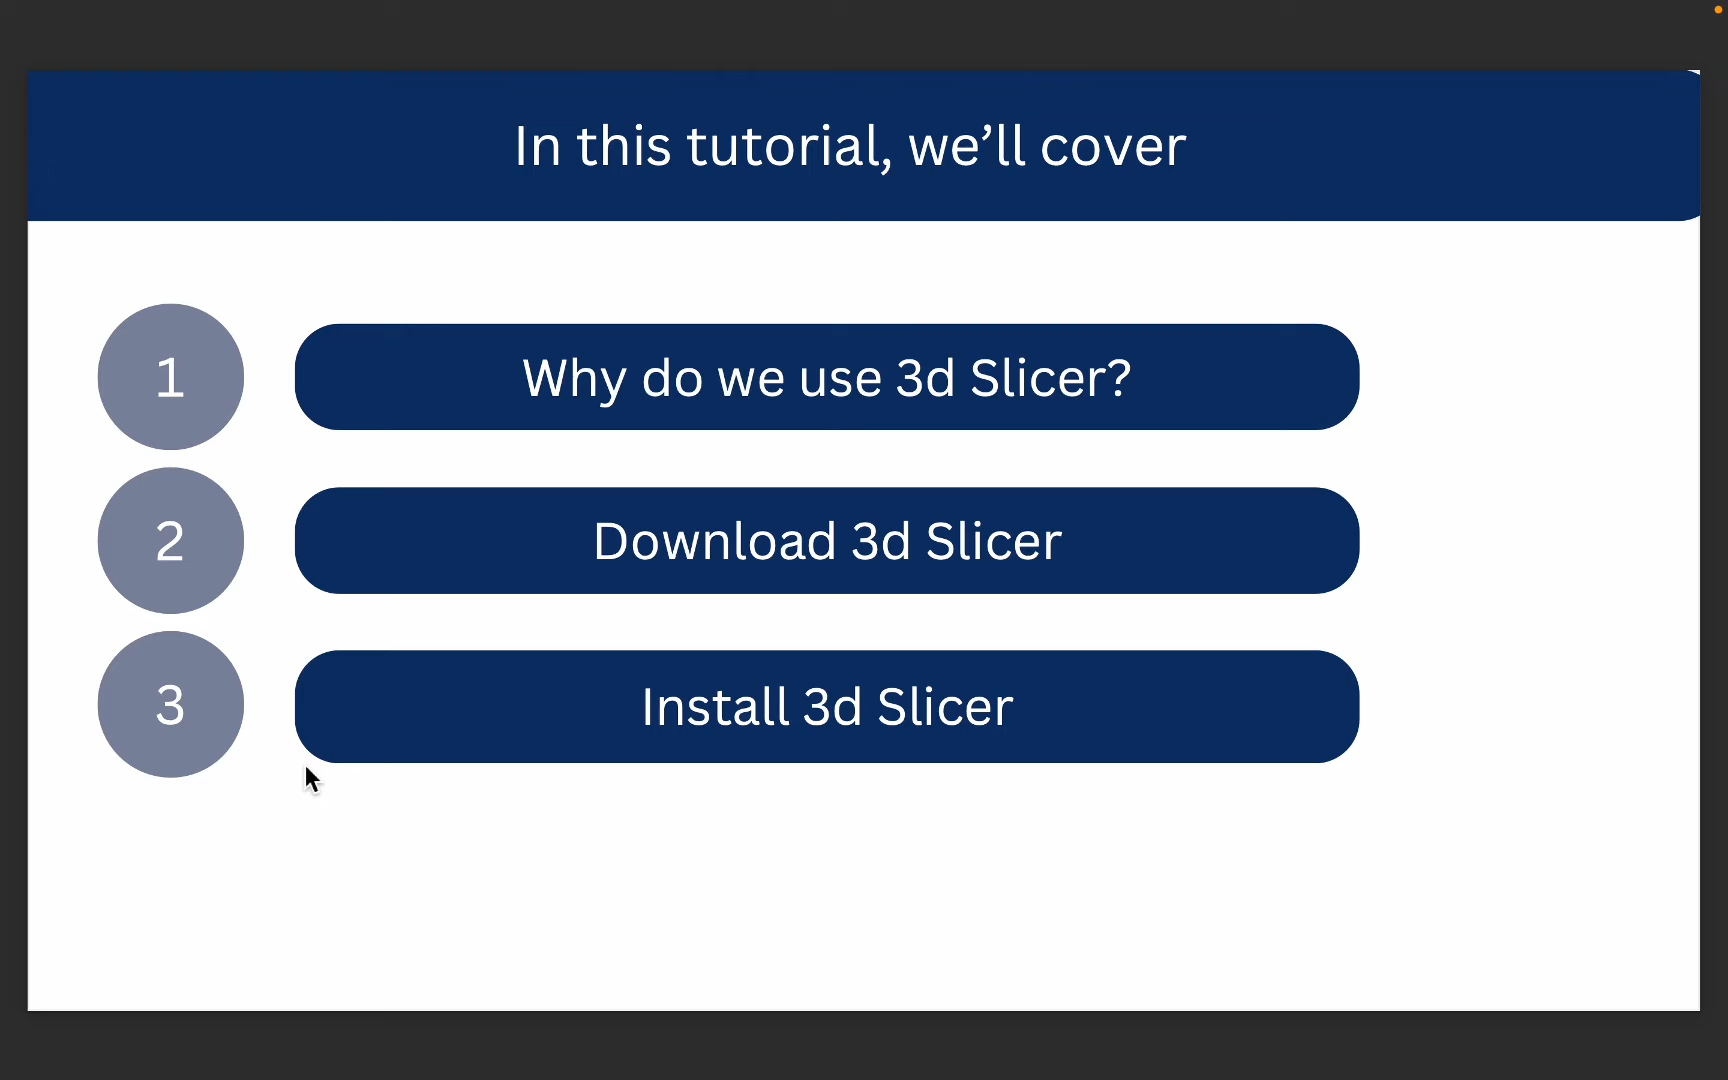 In this tutorial, we’ll cover
1
Why do we use 3d Slicer?
2
Download 3d Slicer
3
Install 3d Slicer